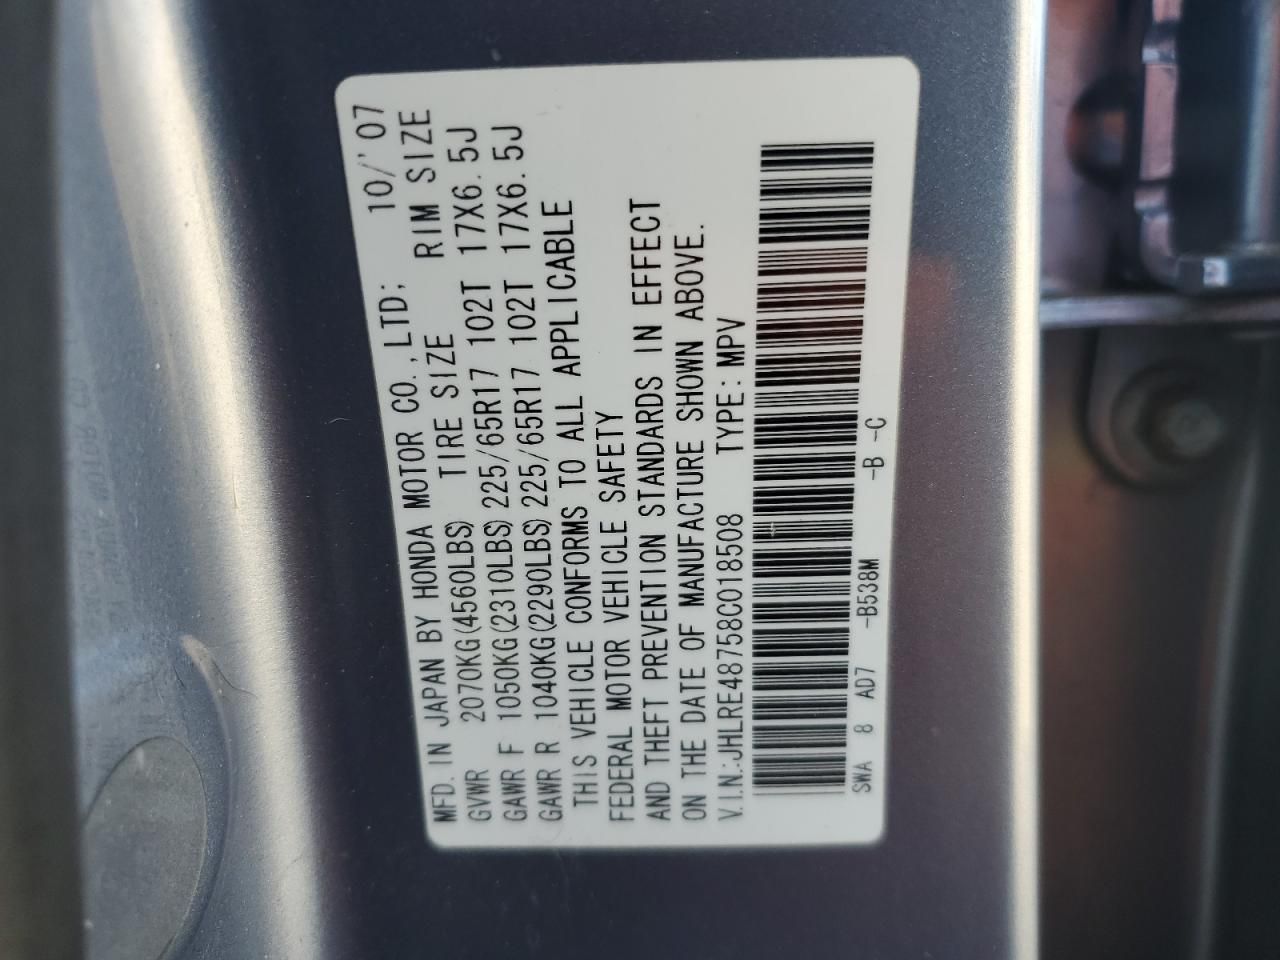 MFD. IN JAPAN BY HONDA MOTOR CO., LTD; 10/'07
GVWR 2070KG(4560LBS) TIRE SIZE RIM SIZE
GAWR F 1050KG(2310LBS) 225/65R17 102T 17X6.5J
GAWR R 1040KG(2290LBS) 225/65R17 102T 17X6.5J
THIS VEHICLE CONFORMS TO ALL APPLICABLE
FEDERAL MOTOR VEHICLE SAFETY
AND THEFT PREVENTION STANDARDS IN EFFECT
ON THE DATE OF MANUFACTURE SHOWN ABOVE.
V.I.N.:JHLRE48758C018508 TYPE:MPV
SWA 8 AD7 -B538M -B -C